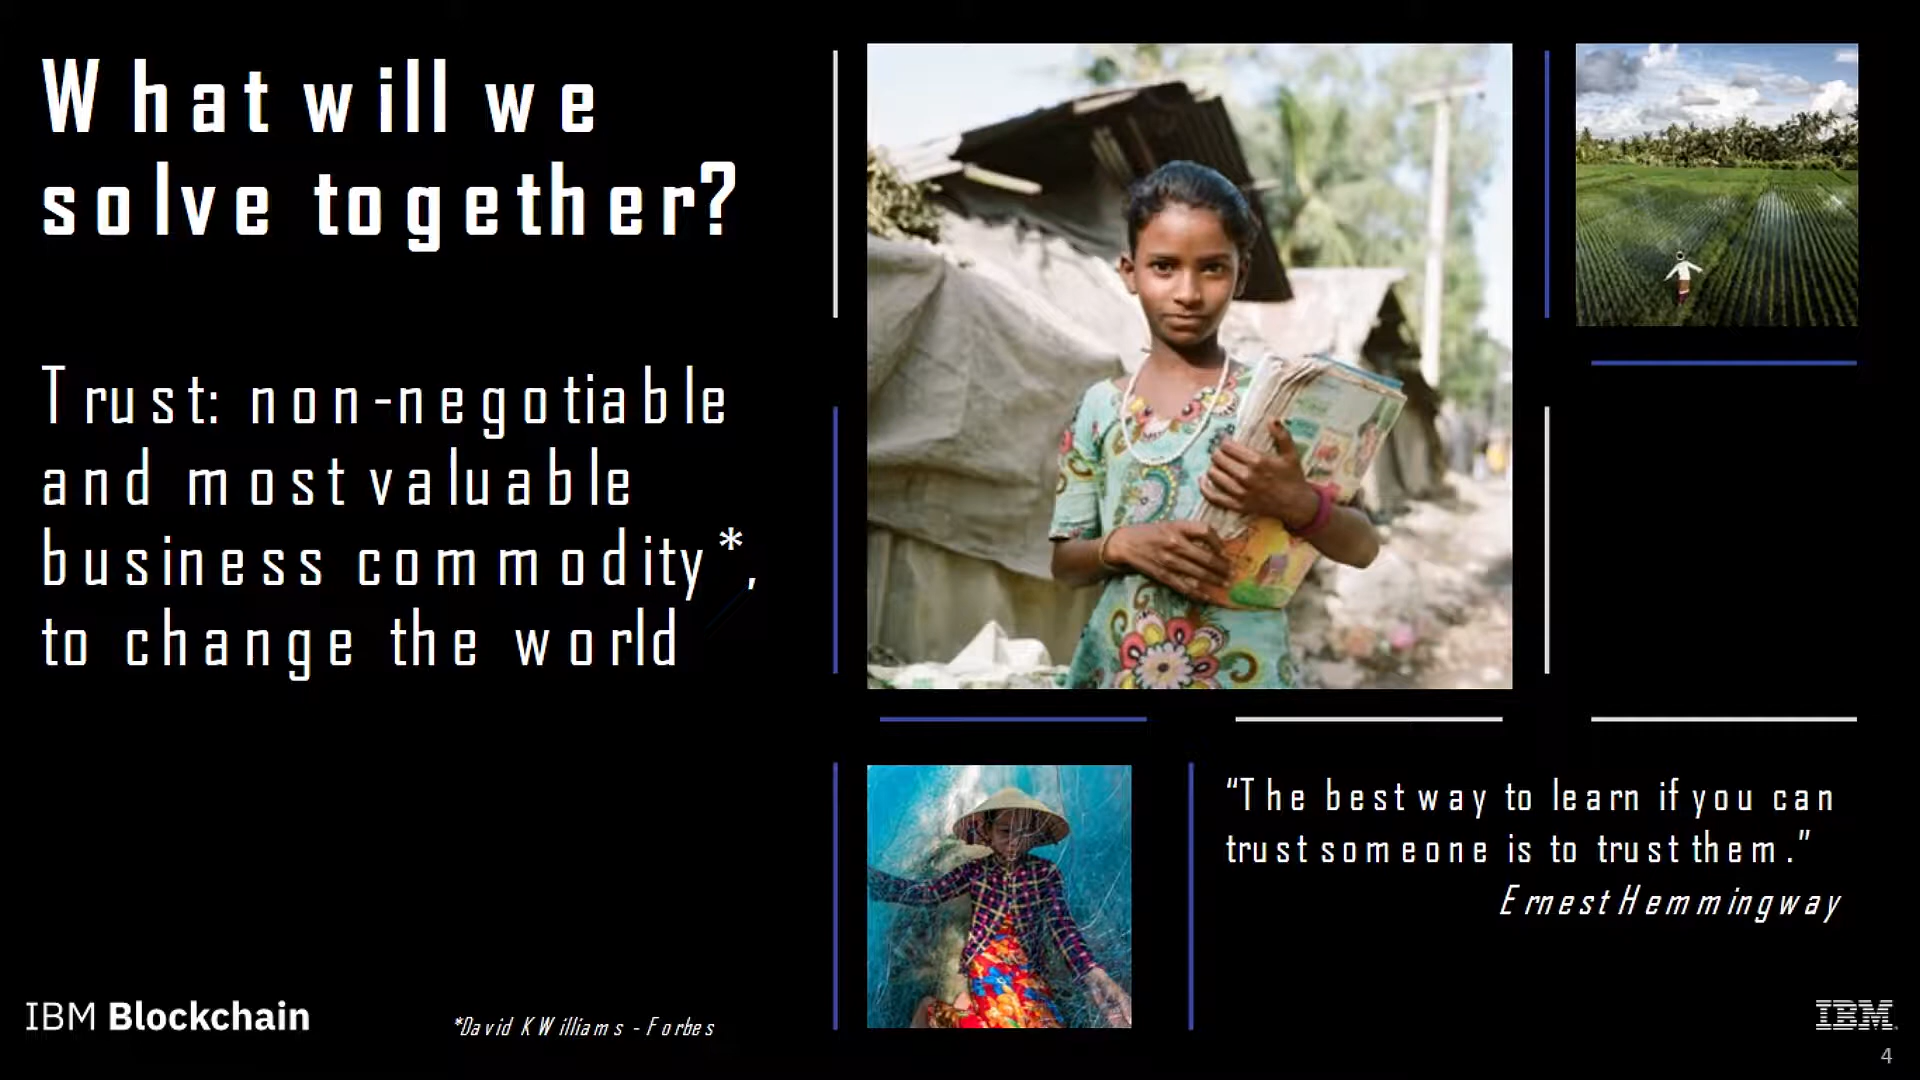 What will we
solve together?
Trust: non-negotiable
and most valuable
business commodity*,
to change the world
“The best way to learn if you can
trust someone is to trust them.”
Ernest Hemmingway
IBM Blockchain
*David K Williams - Forbes
IBM
4